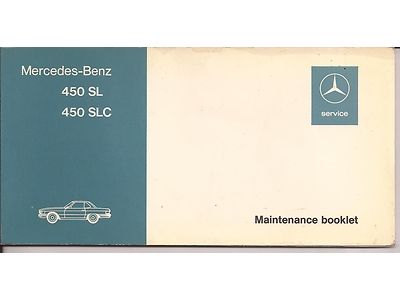 Mercedes-Benz
450 SL
450 SLC
service
Maintenance booklet